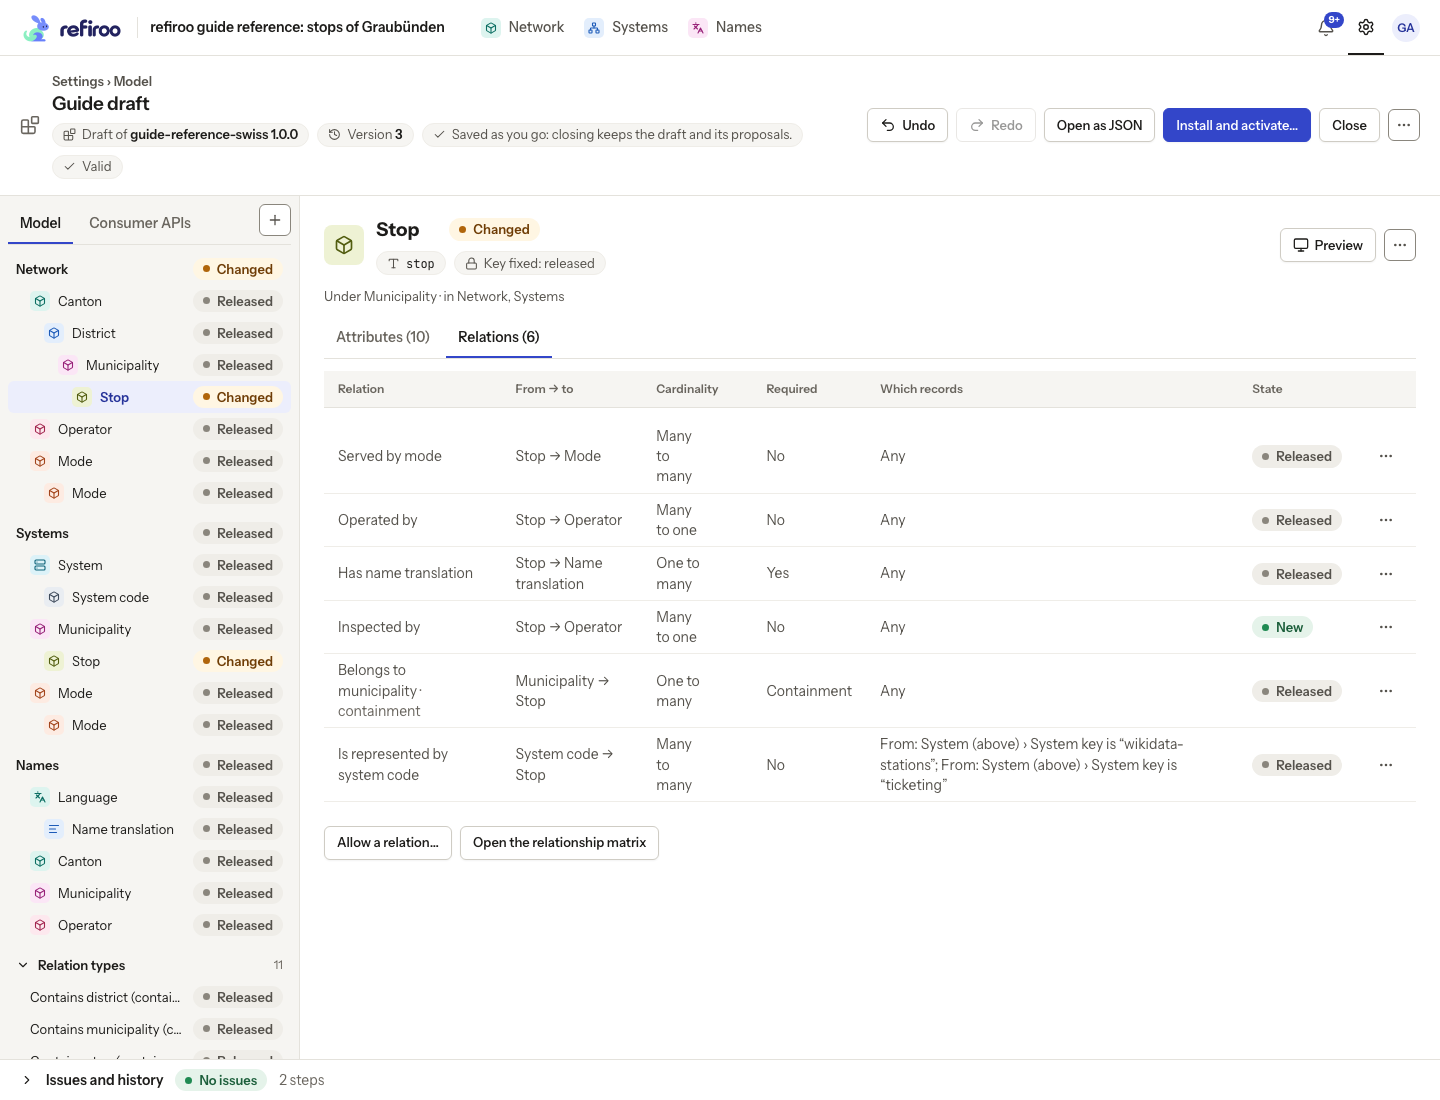 refiroo
refiroo guide reference: stops of Graubünden
Network
Systems
Names
9+
GA
Settings › Model
Guide draft
Draft of guide-reference-swiss 1.0.0
Version 3
Saved as you go: closing keeps the draft and its proposals.
Valid
Undo
Redo
Open as JSON
Install and activate...
Close
Model
Consumer APIs
Network Changed
Canton Released
District Released
Municipality Released
Stop Changed
Operator Released
Mode Released
Mode Released
Systems Released
System Released
System code Released
Municipality Released
Stop Changed
Mode Released
Mode Released
Names Released
Language Released
Name translation Released
Canton Released
Municipality Released
Operator Released
Relation types 11
Contains district (contai... Released
Contains municipality (c... Released
Stop
Changed
stop
Key fixed: released
Preview
Under Municipality · in Network, Systems
Attributes (10)
Relations (6)
Relation From → to Cardinality Required Which records State
Served by mode Stop → Mode Many to many No Any Released
Operated by Stop → Operator Many to one No Any Released
Has name translation Stop → Name translation One to many Yes Any Released
Inspected by Stop → Operator Many to one No Any New
Belongs to municipality · containment Municipality → Stop One to many Containment Any Released
Is represented by system code System code → Stop Many to many No From: System (above) › System key is “wikidata-stations”; From: System (above) › System key is “ticketing” Released
Allow a relation...
Open the relationship matrix
Issues and history
No issues
2 steps